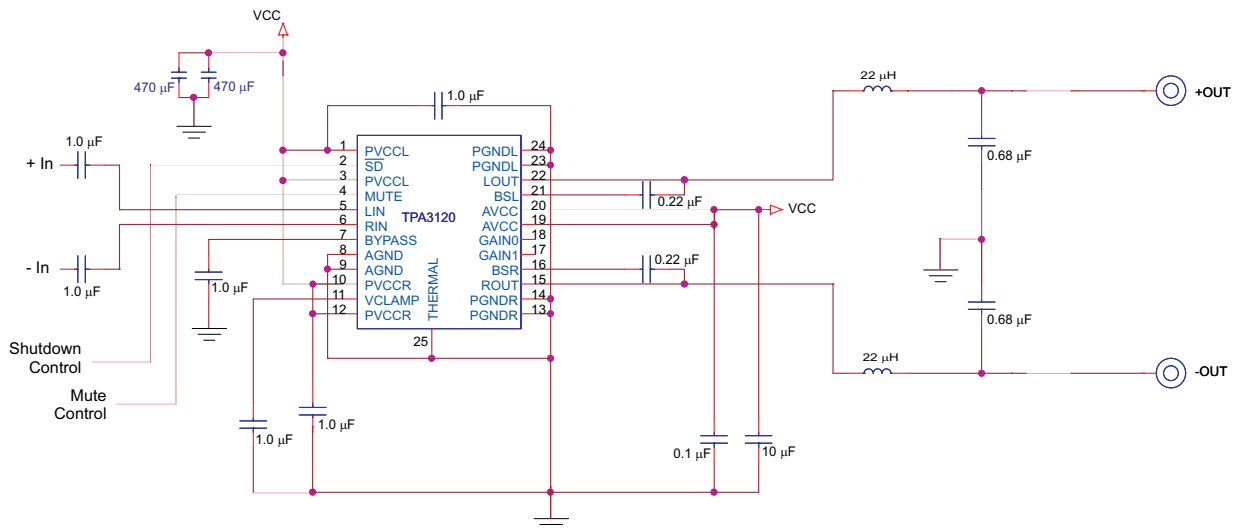 VCC
470 μF
470 μF
1.0 μF
22 μH
+OUT
+ In
1.0 μF
0.68 μF
1 PVCCL
2 SD
3 PVCCL
4 MUTE
5 LIN
6 RIN
7 BYPASS
8 AGND
9 AGND
10 PVCCR
11 VCLAMP
12 PVCCR
TPA3120
THERMAL
25
PGNDL 24
PGNDL 23
LOUT 22
BSL 21
AVCC 20
AVCC 19
GAIN0 18
GAIN1 17
BSR 16
ROUT 15
PGNDR 14
PGNDR 13
0.22 μF
VCC
0.22 μF
- In
1.0 μF
1.0 μF
0.68 μF
Shutdown
Control
22 μH
-OUT
Mute
Control
1.0 μF
1.0 μF
0.1 μF
10 μF